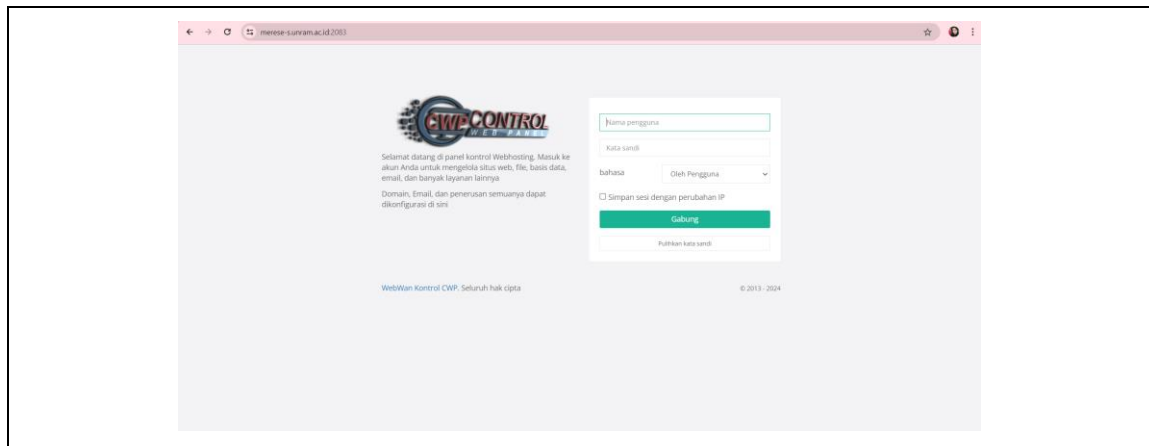 merese-s.unram.ac.id:2083
CWP CONTROL
WEB PANEL
Selamat datang di panel kontrol Webhosting. Masuk ke
akun Anda untuk mengelola situs web, file, basis data,
email, dan banyak layanan lainnya
Domain, Email, dan penerusan semuanya dapat
dikonfigurasi di sini
Nama pengguna
Kata sandi
bahasa
Oleh Pengguna
Simpan sesi dengan perubahan IP
Gabung
Pulihkan kata sandi
WebWan Kontrol CWP. Seluruh hak cipta
© 2013 - 2024